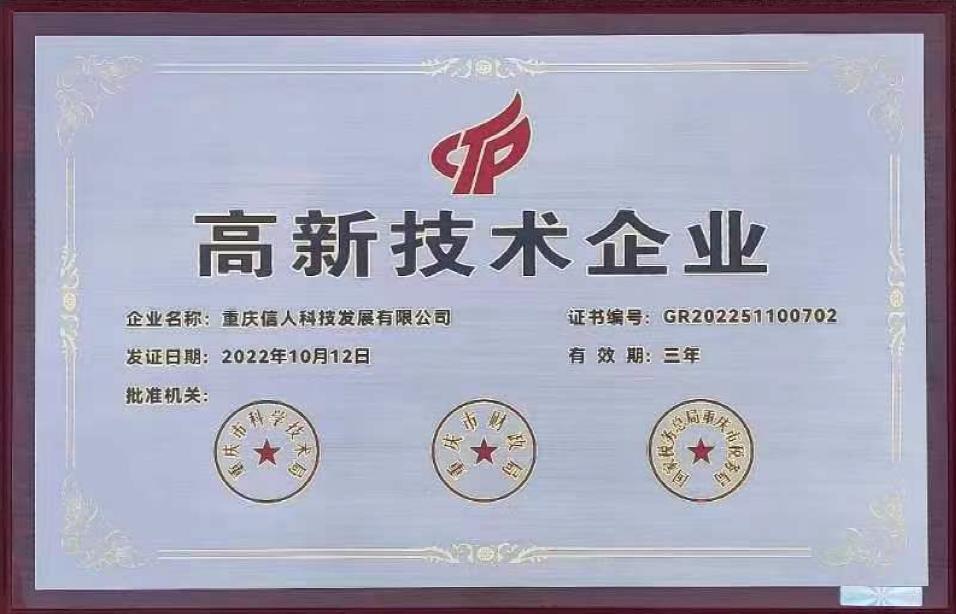 高新技术企业
企业名称：重庆信人科技发展有限公司
证书编号：GR202251100702
发证日期：2022年10月12日
有 效 期：三年
批准机关：
重庆市科学技术局
重庆市财政局
国家税务总局重庆市税务局